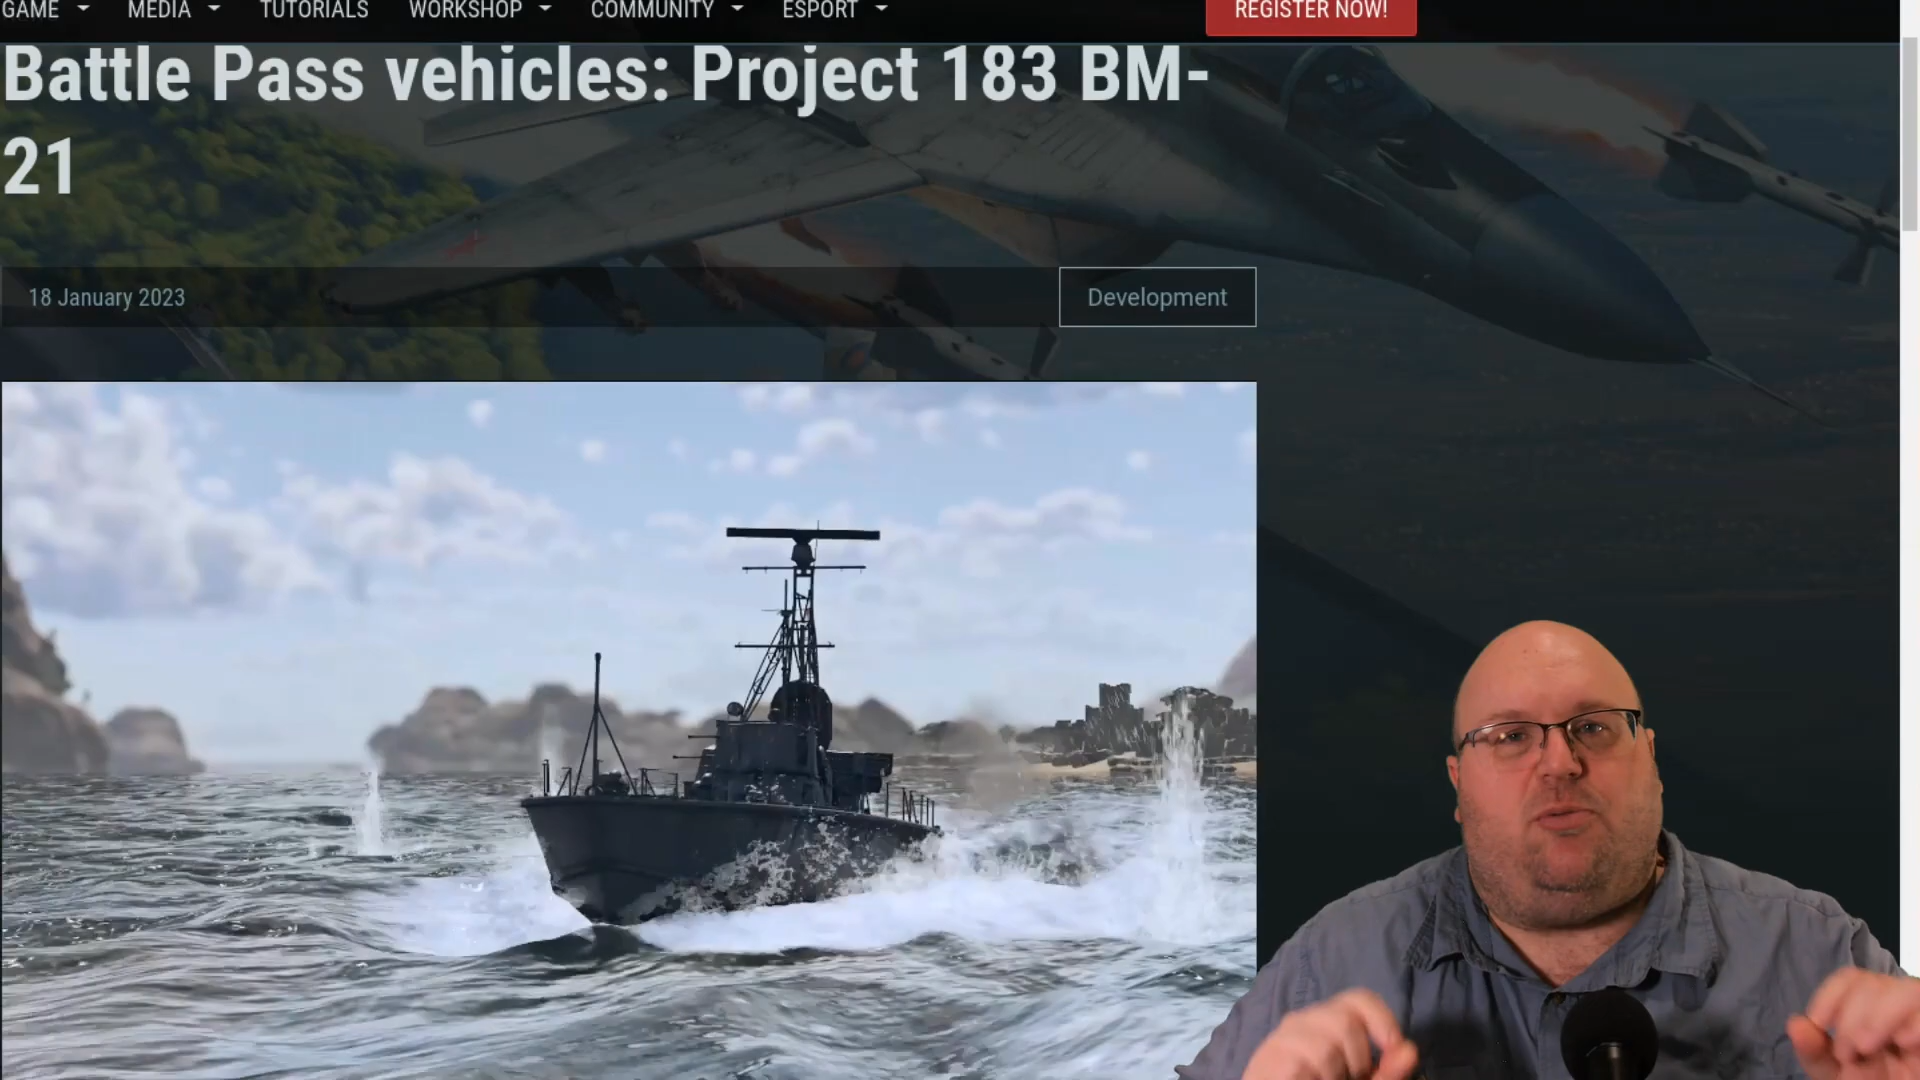 GAME MEDIA TUTORIALS WORKSHOP COMMUNITY ESPORT REGISTER NOW!
Battle Pass vehicles: Project 183 BM-
21
18 January 2023 Development